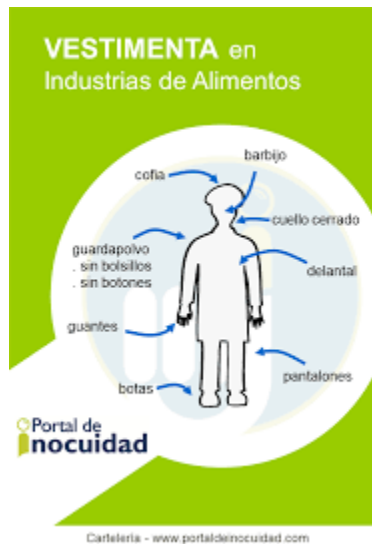 VESTIMENTA en
Industrias de Alimentos
barbijo
cofia
cuello cerrado
guardapolvo
. sin bolsillos
. sin botones
delantal
guantes
pantalones
botas
Portal de
inocuidad
Cartelería - www.portaldeinocuidad.com